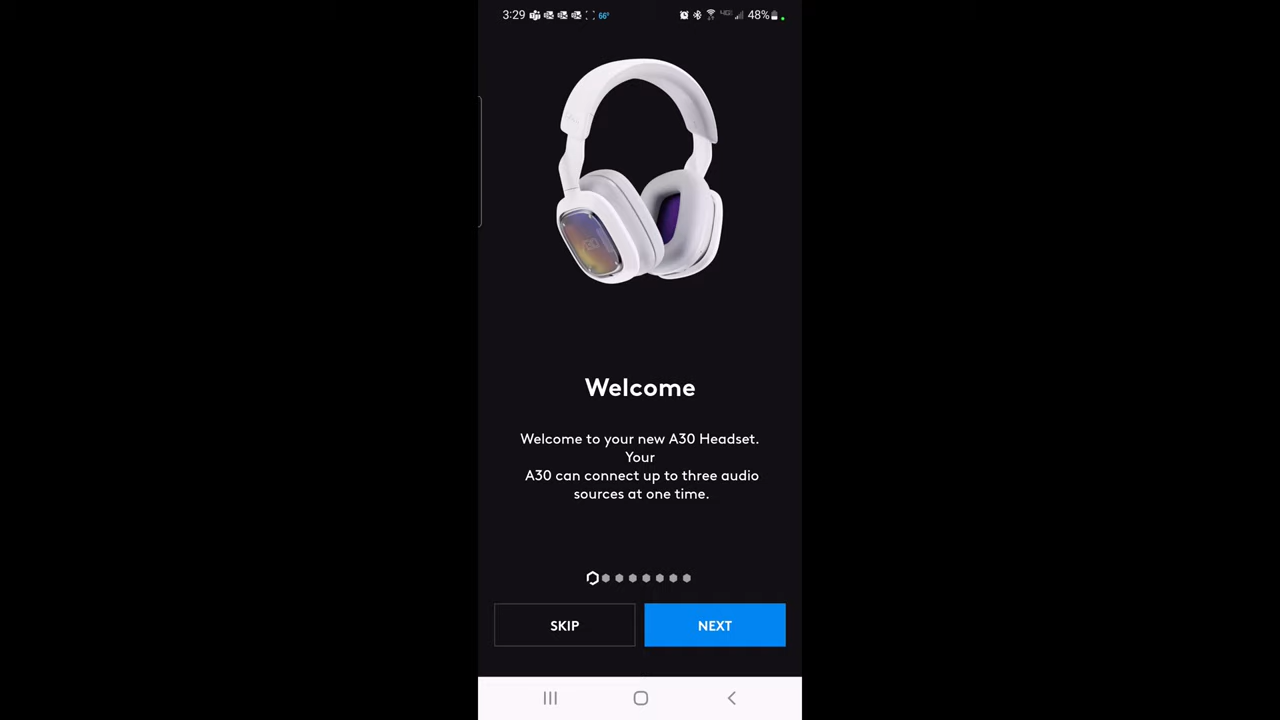 3:29 66° 48%
Welcome
Welcome to your new A30 Headset.
Your
A30 can connect up to three audio
sources at one time.
SKIP NEXT